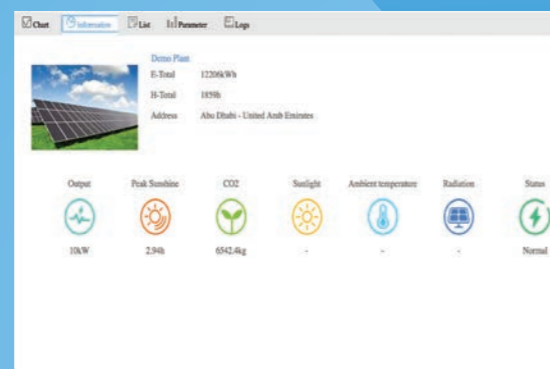 Chart Information List Parameter Logs
Demo Plant
E-Total 12206kWh
H-Total 1859h
Address Abu Dhabi - United Arab Emirates
Output Peak Sunshine CO2 Sunlight Ambient temperature Radiation Status
10kW 2.94h 6542.4kg - - - Normal